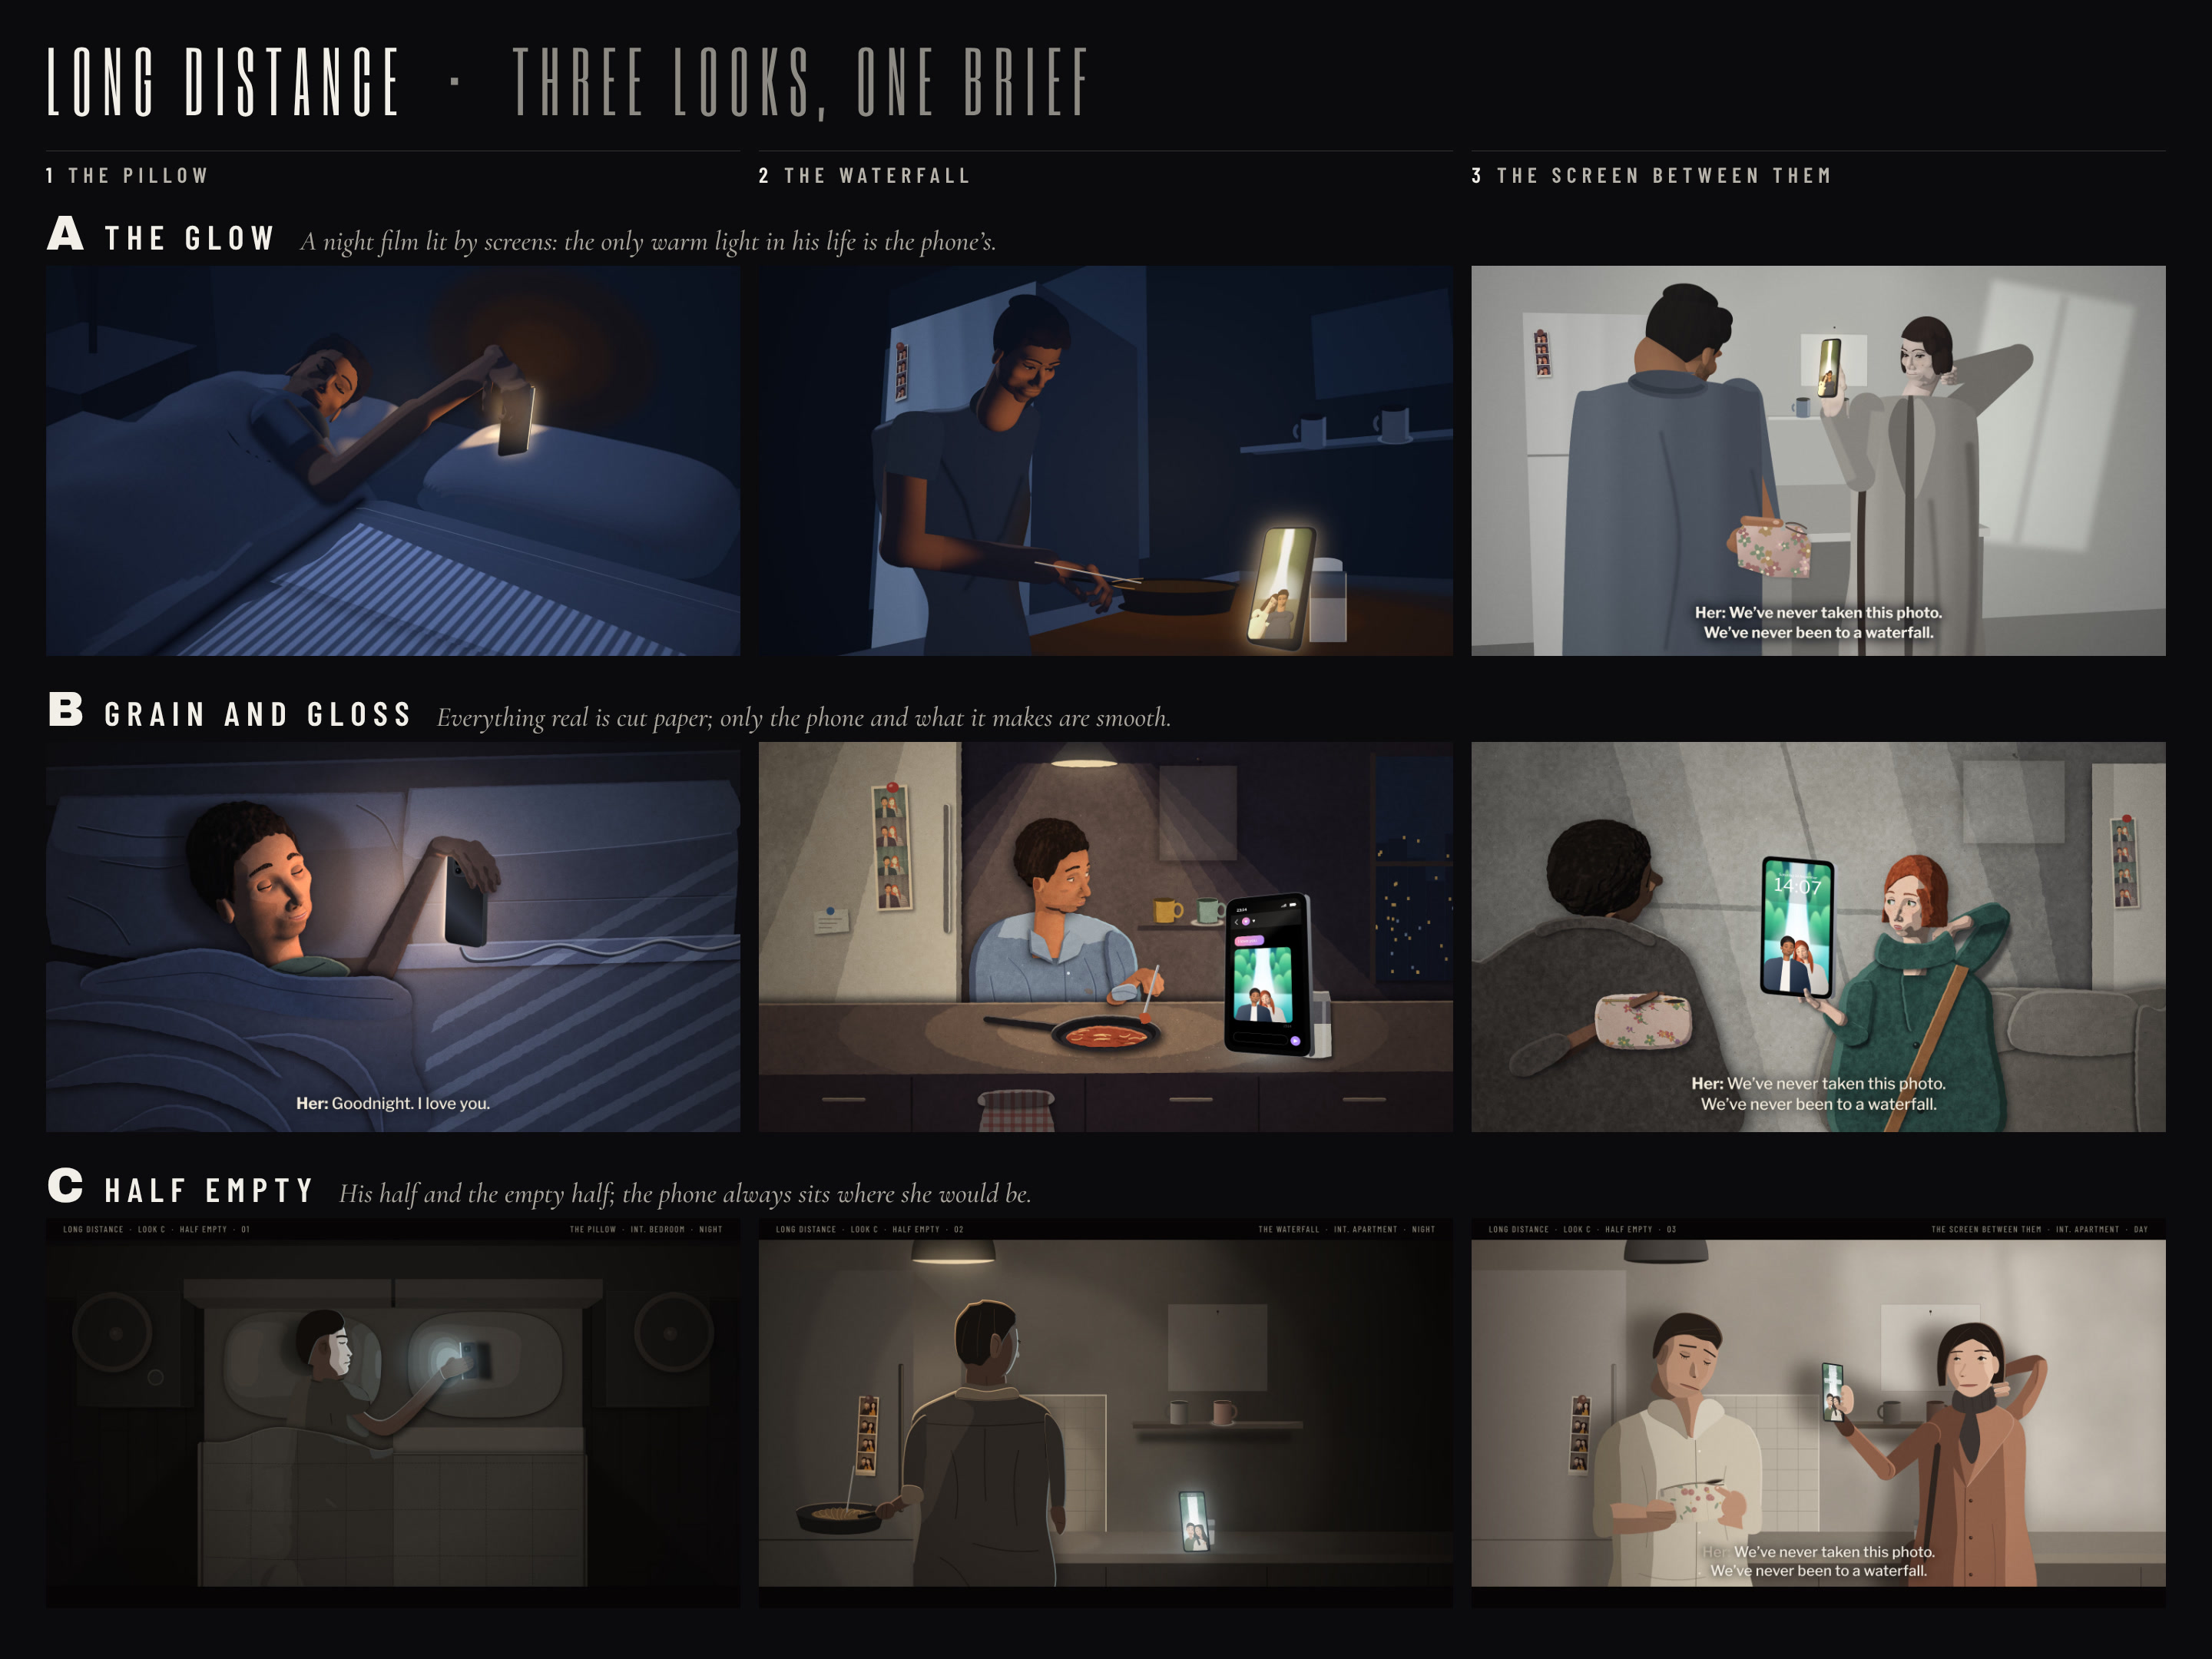 LONG DISTANCE · THREE LOOKS, ONE BRIEF
1 THE PILLOW
2 THE WATERFALL
3 THE SCREEN BETWEEN THEM
A THE GLOW A night film lit by screens: the only warm light in his life is the phone’s.
Her: We’ve never taken this photo.
We’ve never been to a waterfall.
B GRAIN AND GLOSS Everything real is cut paper; only the phone and what it makes are smooth.
Her: Goodnight. I love you.
14:07
Her: We’ve never taken this photo.
We’ve never been to a waterfall.
C HALF EMPTY His half and the empty half; the phone always sits where she would be.
LONG DISTANCE · LOOK C · HALF EMPTY · 01
THE PILLOW · INT. BEDROOM · NIGHT
LONG DISTANCE · LOOK C · HALF EMPTY · 02
THE WATERFALL · INT. APARTMENT · NIGHT
LONG DISTANCE · LOOK C · HALF EMPTY · 03
THE SCREEN BETWEEN THEM · INT. APARTMENT · DAY
Her: We’ve never taken this photo.
We’ve never been to a waterfall.